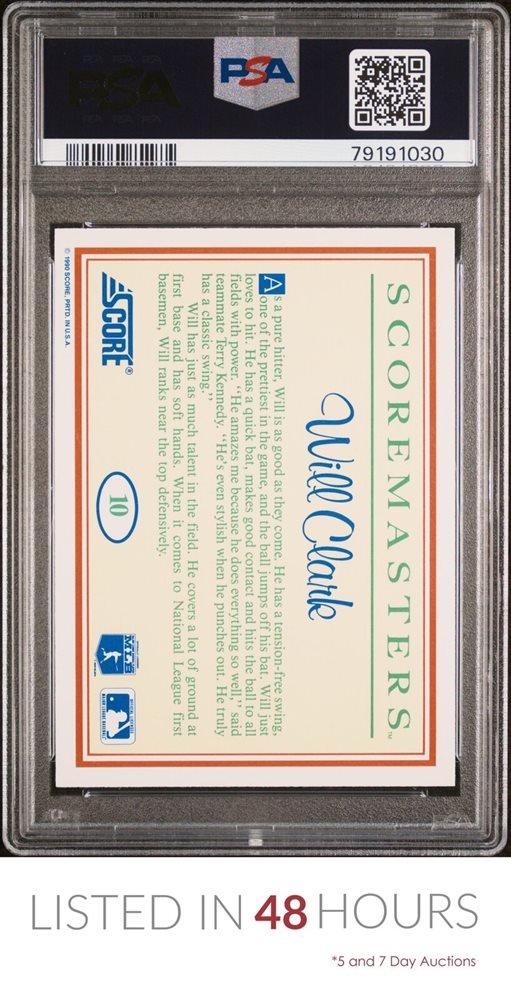 PSA
PSA
79191030
SCOREMASTERS™
Will Clark
As a pure hitter, Will is as good as they come. He has a tension-free swing,
one of the prettiest in the game, and the ball jumps off his bat. Will just
loves to hit. He has a quick bat, makes good contact and hits the ball to all
fields with power. "He amazes me because he does everything so well," said
teammate Terry Kennedy. "He's even stylish when he punches out. He truly
has a classic swing."
Will has just as much talent in the field. He covers a lot of ground at
first base and has soft hands. When it comes to National League first
basemen, Will ranks near the top defensively.
SCORE®
10
© 1990 SCORE, PRTD. IN U.S.A.
LISTED IN 48 HOURS
*5 and 7 Day Auctions